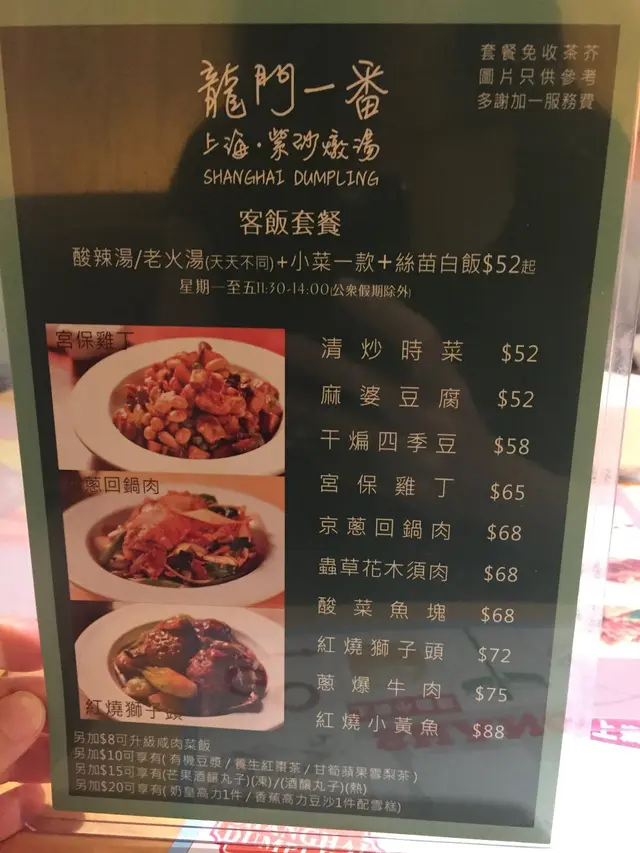 套餐免收茶芥
圖片只供參考
多謝加一服務費
龍門一番
上海·紫砂燉湯
SHANGHAI DUMPLING
客飯套餐
酸辣湯/老火湯(天天不同)+小菜一款+絲苗白飯$52起
星期一至五11:30-14:00(公衆假期除外)
宮保雞丁
清炒時菜 $52
麻婆豆腐 $52
干煸四季豆 $58
蔥回鍋肉
宮保雞丁 $65
京蔥回鍋肉 $68
蟲草花木須肉 $68
酸菜魚塊 $68
紅燒獅子頭 $72
蔥爆牛肉 $75
紅燒獅子頭
紅燒小黃魚 $88
另加$8可升級咸肉菜飯
另加$10可享有(有機豆漿/養生紅棗茶/甘筍蘋果雪梨茶)
另加$15可享有(芒果酒釀丸子)(凍)/(酒釀丸子)(熱)
另加$20可享有(奶皇高力1件/香蕉高力豆沙1件配雪糕)